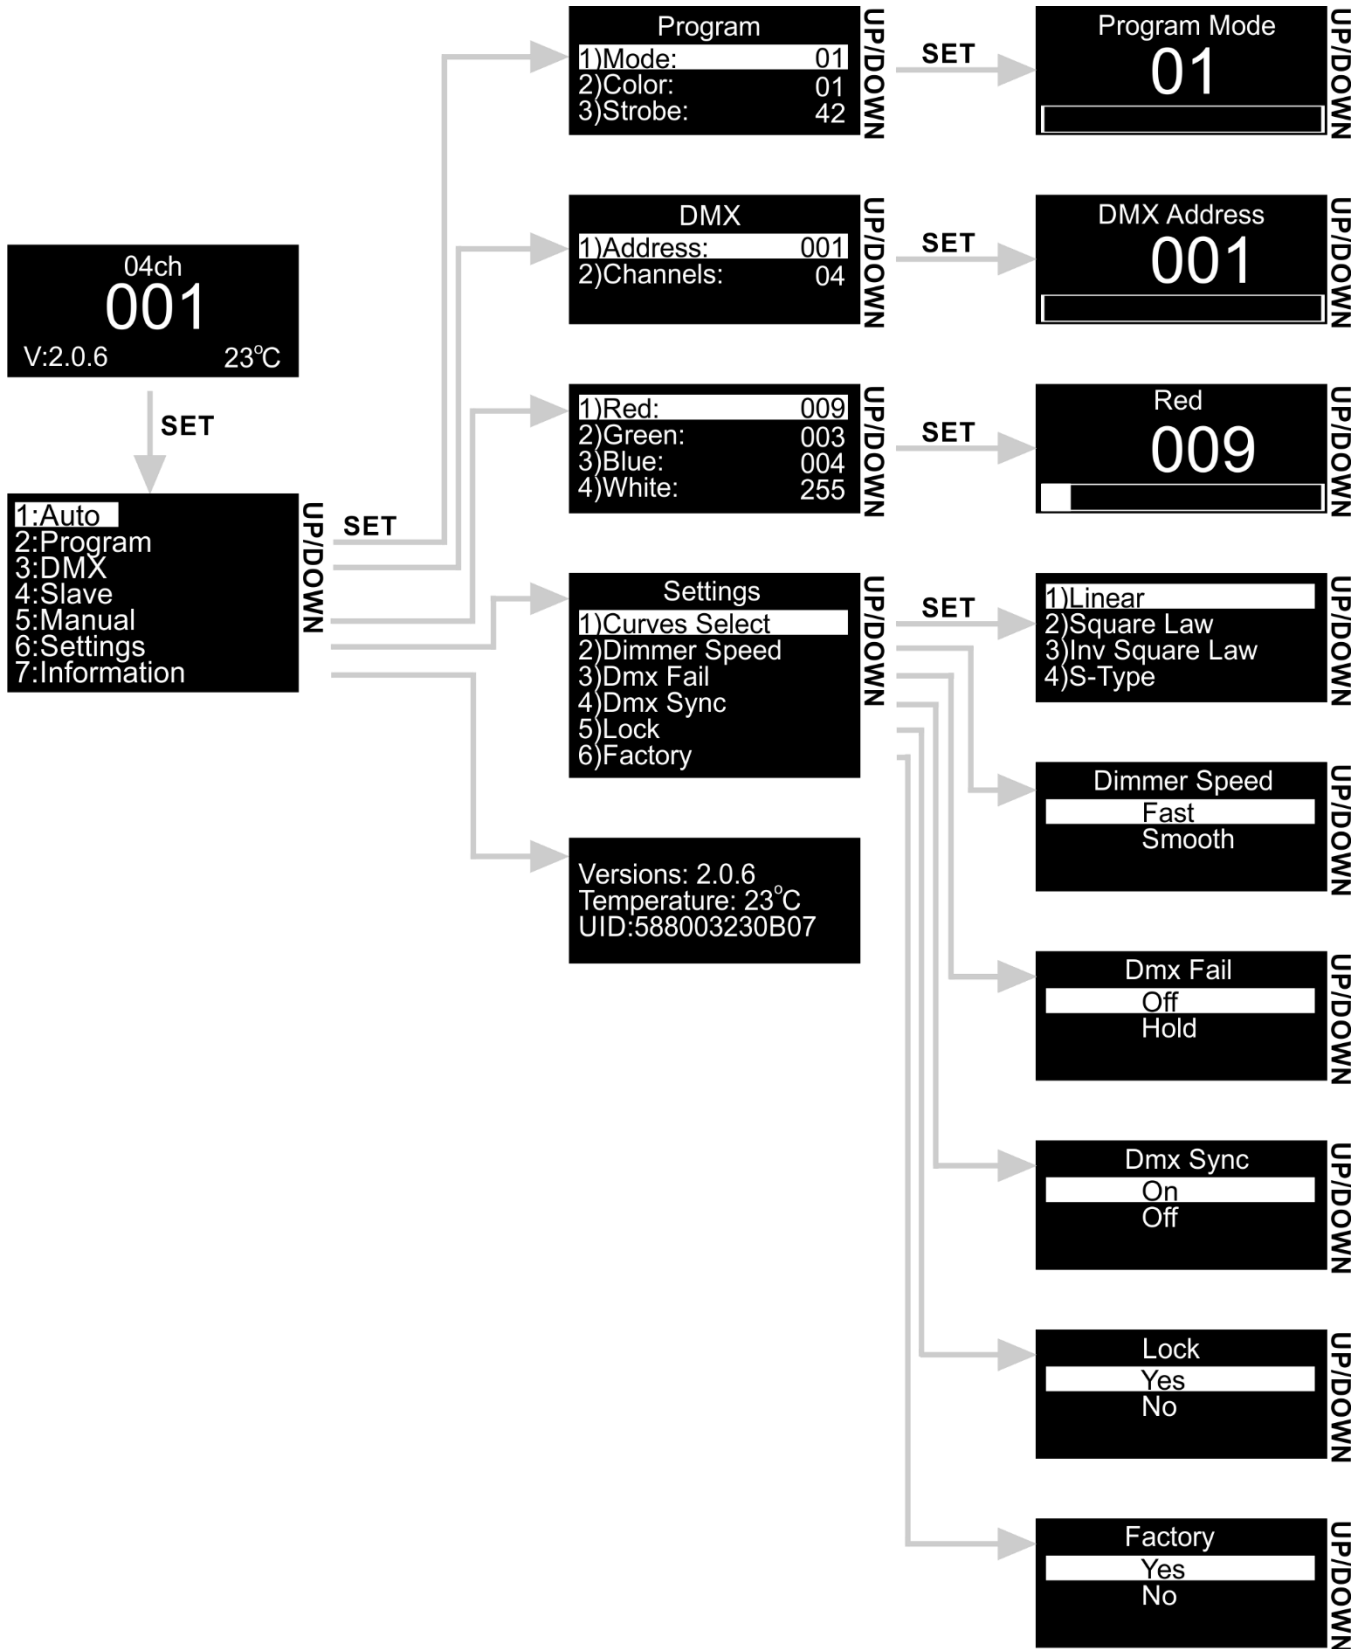 04ch
001
V:2.0.6 23°C
SET
1:Auto
2:Program
3:DMX
4:Slave
5:Manual
6:Settings
7:Information
UP/DOWN
SET
Program
1)Mode: 01
2)Color: 01
3)Strobe: 42
UP/DOWN
SET
Program Mode
01
UP/DOWN
DMX
1)Address: 001
2)Channels: 04
UP/DOWN
SET
DMX Address
001
UP/DOWN
1)Red: 009
2)Green: 003
3)Blue: 004
4)White: 255
UP/DOWN
SET
Red
009
UP/DOWN
Settings
1)Curves Select
2)Dimmer Speed
3)Dmx Fail
4)Dmx Sync
5)Lock
6)Factory
UP/DOWN
SET
1)Linear
2)Square Law
3)Inv Square Law
4)S-Type
UP/DOWN
Dimmer Speed
Fast
Smooth
UP/DOWN
Versions: 2.0.6
Temperature: 23°C
UID:588003230B07
Dmx Fail
Off
Hold
UP/DOWN
Dmx Sync
On
Off
UP/DOWN
Lock
Yes
No
UP/DOWN
Factory
Yes
No
UP/DOWN